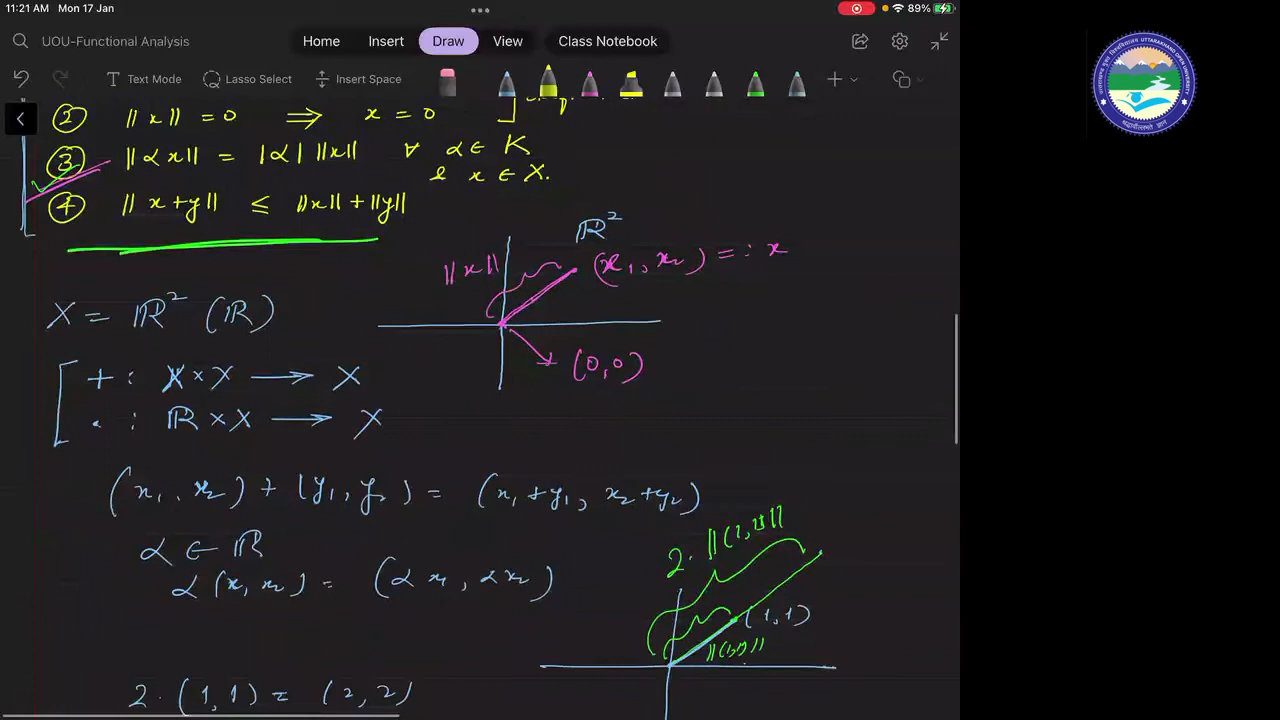 11:21 AM Mon 17 Jan
89%
UOU-Functional Analysis
Home Insert Draw View Class Notebook
Text Mode Lasso Select Insert Space
② ||x|| = 0 ⇒ x = 0
③ ||αx|| = |α| ||x|| ∀ α ∈ K
& x ∈ X.
④ ||x+y|| ≤ ||x|| + ||y||
ℝ²
||x|| (x₁, x₂) =: x
(0,0)
X = ℝ² (ℝ)
+ : X × X → X
· : ℝ × X → X
(x₁, x₂) + (y₁, y₂) = (x₁+y₁, x₂+y₂)
α ∈ ℝ
α(x₁, x₂) = (αx₁, αx₂)
2. ||(1,1)||
(1,1)
||(1,1)||
2. (1,1) = (2,2)
UTTARAKHAND OPEN UNIVERSITY